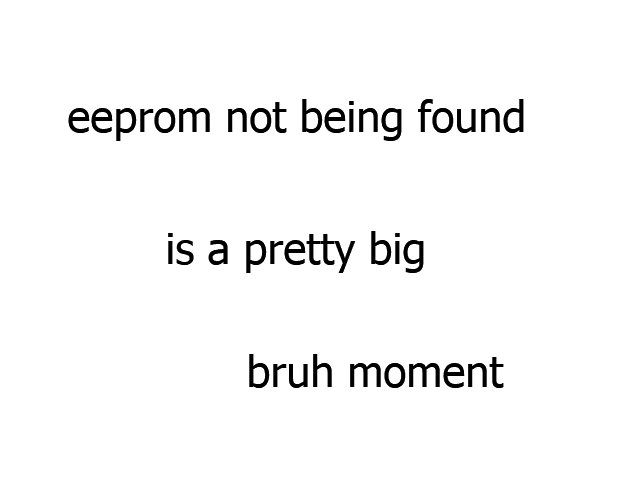 eeprom not being found
is a pretty big
bruh moment